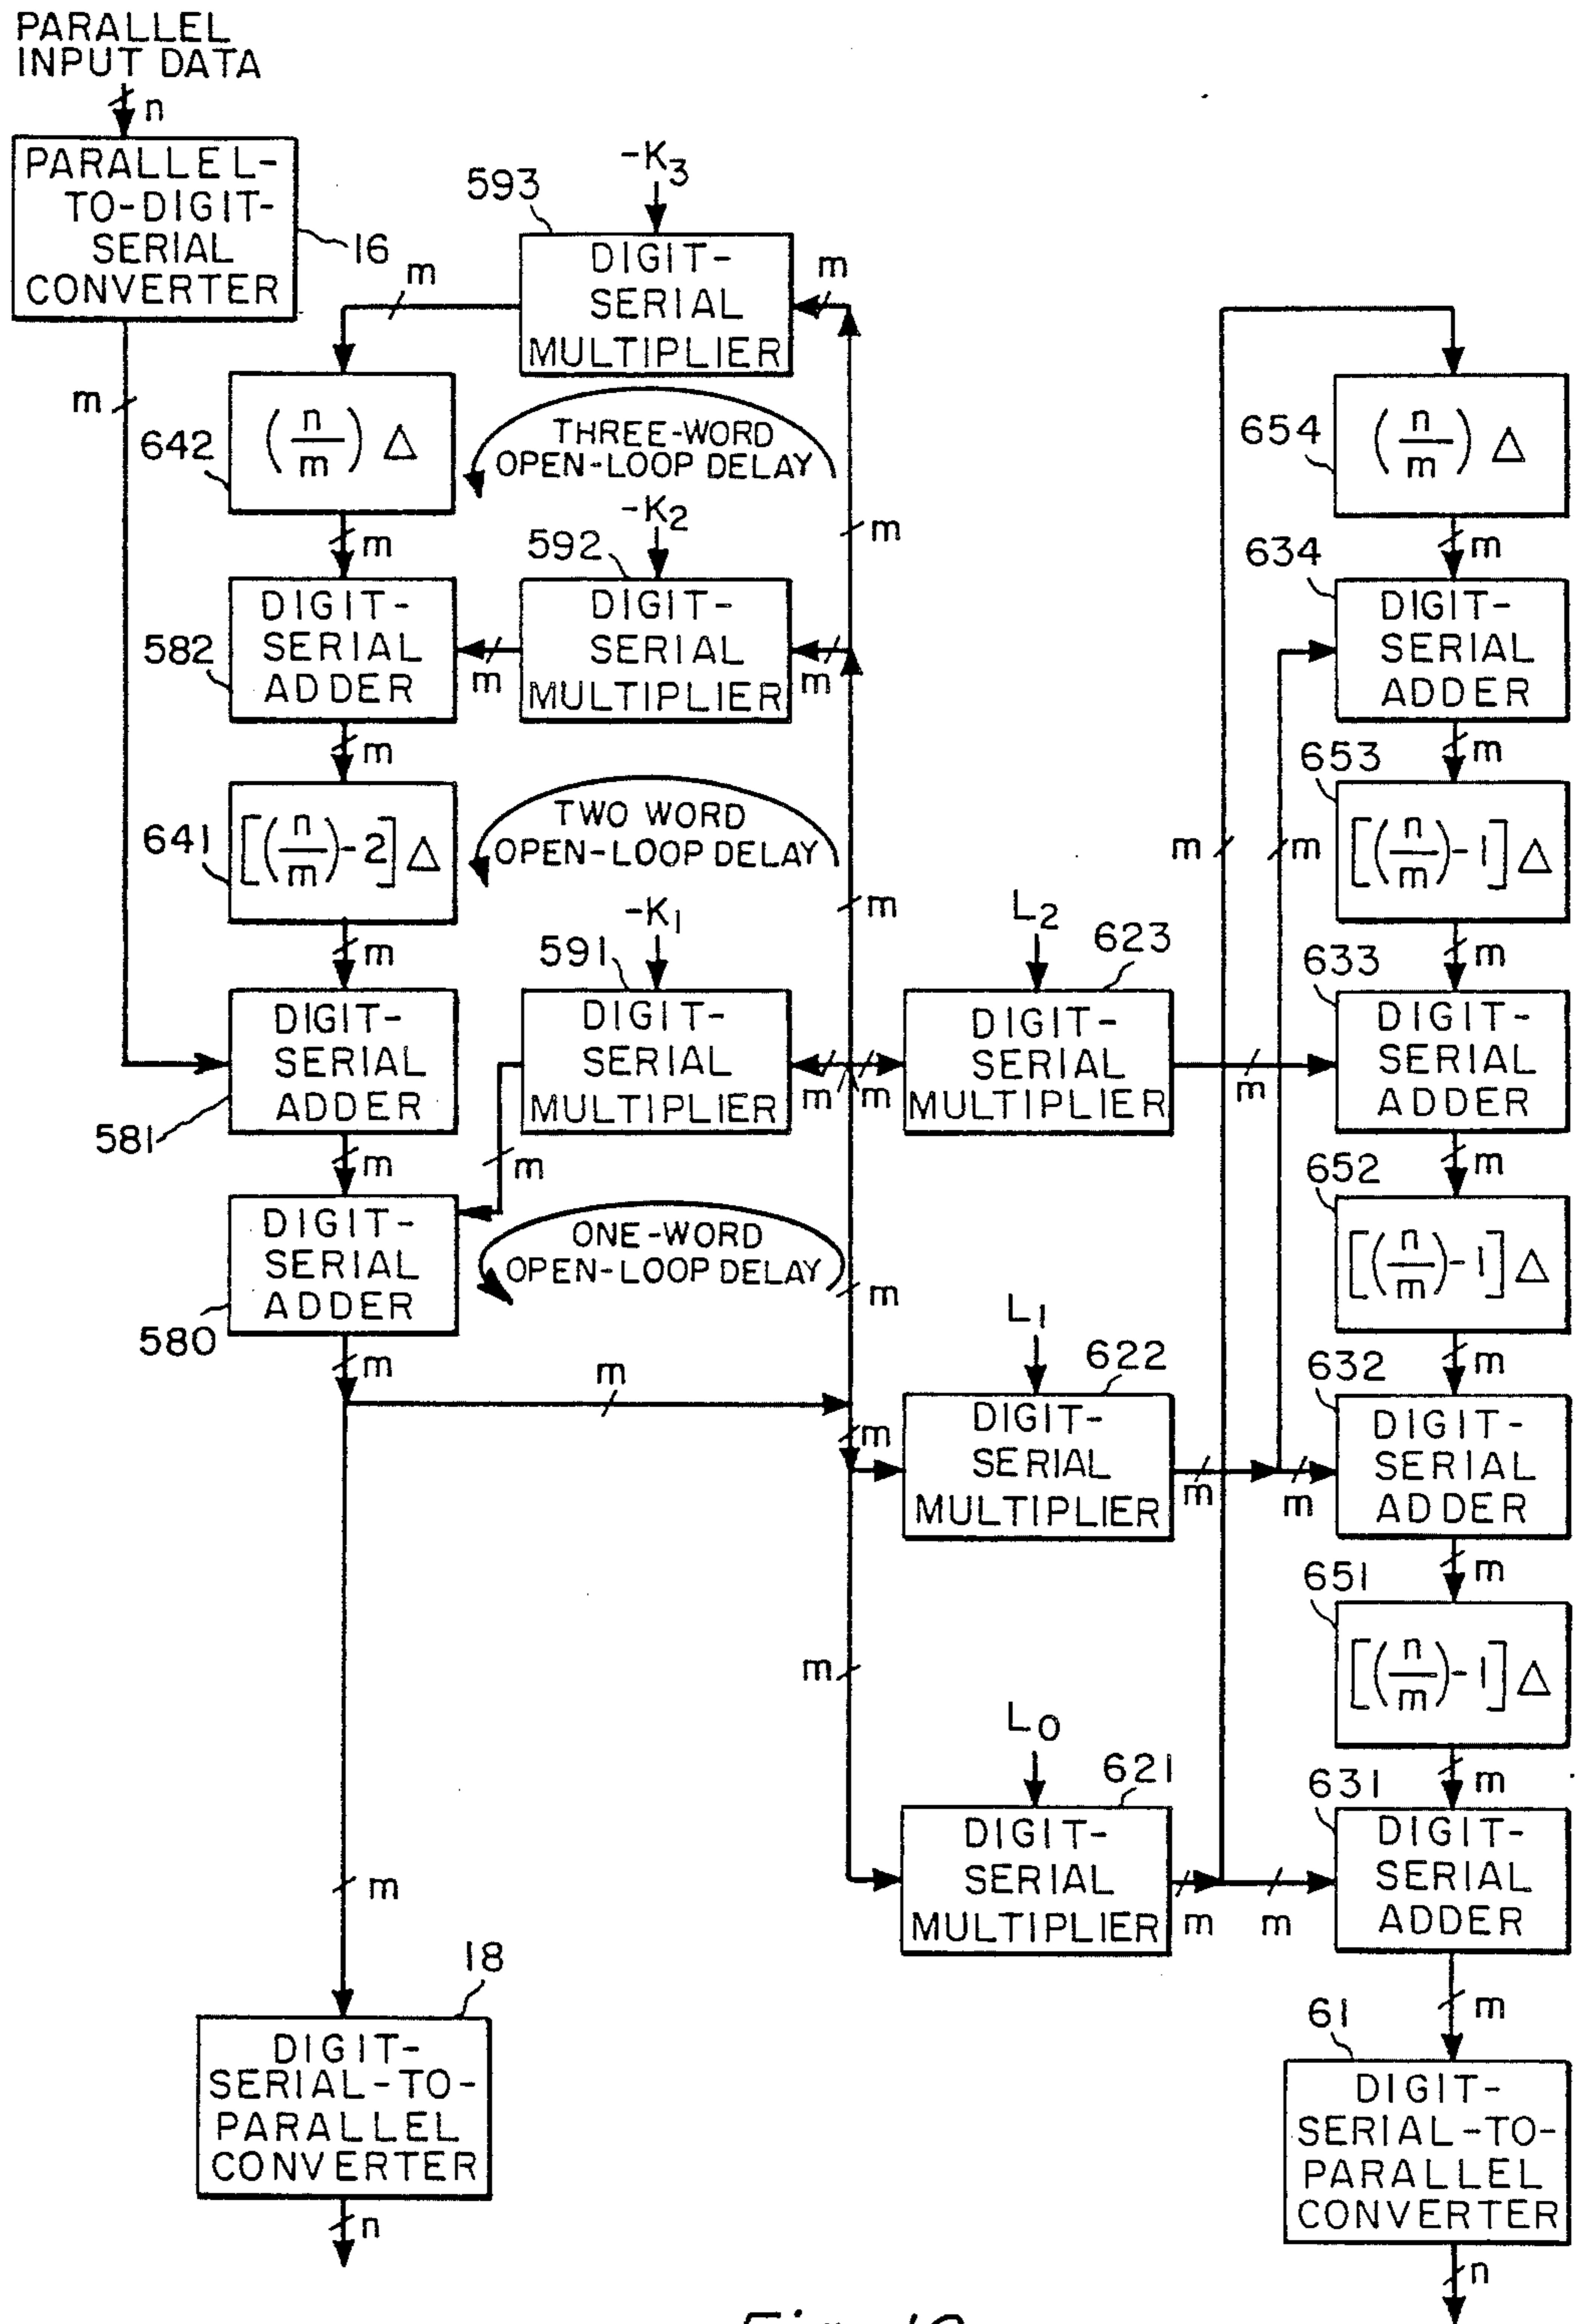 PARALLEL
INPUT DATA
n
PARALLEL-
TO-DIGIT-
SERIAL
CONVERTER
16
m
593
-K3
DIGIT-
SERIAL
MULTIPLIER
m
m
642
(n/m) Δ
THREE-WORD
OPEN-LOOP DELAY
m
m
582
DIGIT-
SERIAL
ADDER
m
592
-K2
DIGIT-
SERIAL
MULTIPLIER
m
m
641
[(n/m)-2] Δ
TWO WORD
OPEN-LOOP DELAY
m
m
581
DIGIT-
SERIAL
ADDER
591
-K1
DIGIT-
SERIAL
MULTIPLIER
m
m
m
m
580
DIGIT-
SERIAL
ADDER
ONE-WORD
OPEN-LOOP DELAY
m
m
m
m
m
18
DIGIT-
SERIAL-TO-
PARALLEL
CONVERTER
n
L2
623
DIGIT-
SERIAL
MULTIPLIER
m
L1
622
DIGIT-
SERIAL
MULTIPLIER
m
m
m
L0
621
DIGIT-
SERIAL
MULTIPLIER
m
m
m
m
654
(n/m) Δ
m
634
DIGIT-
SERIAL
ADDER
m
653
[(n/m)-1] Δ
m
633
DIGIT-
SERIAL
ADDER
m
652
[(n/m)-1] Δ
m
632
DIGIT-
SERIAL
ADDER
m
651
[(n/m)-1] Δ
m
631
DIGIT-
SERIAL
ADDER
m
61
DIGIT-
SERIAL-TO-
PARALLEL
CONVERTER
n